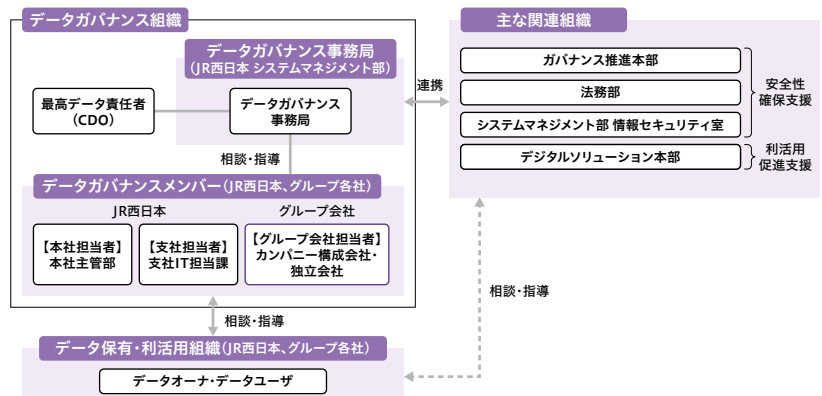 データガバナンス組織
データガバナンス事務局
(JR西日本 システムマネジメント部)
最高データ責任者
(CDO)
データガバナンス
事務局
相談・指導
データガバナンスメンバー(JR西日本、グループ各社)
JR西日本
グループ会社
【本社担当者】
本社主管部
【支社担当者】
支社IT担当課
【グループ会社担当者】
カンパニー構成会社・
独立会社
相談・指導
データ保有・利活用組織(JR西日本、グループ各社)
データオーナ・データユーザ
連携
主な関連組織
ガバナンス推進本部
法務部
システムマネジメント部 情報セキュリティ室
デジタルソリューション本部
安全性
確保支援
利活用
促進支援
相談・指導